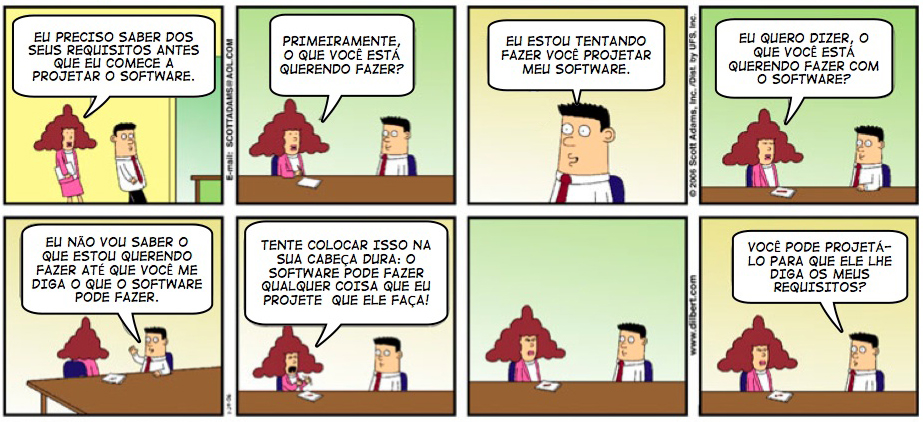 EU PRECISO SABER DOS
SEUS REQUISITOS ANTES
QUE EU COMECE A
PROJETAR O SOFTWARE.
E-mail: SCOTTADAMS@AOL.COM
PRIMEIRAMENTE,
O QUE VOCÊ ESTÁ
QUERENDO FAZER?
EU ESTOU TENTANDO
FAZER VOCÊ PROJETAR
MEU SOFTWARE.
© 2006 Scott Adams, Inc./Dist. by UFS, Inc.
EU QUERO DIZER, O
QUE VOCÊ ESTÁ
QUERENDO FAZER COM
O SOFTWARE?
EU NÃO VOU SABER O
QUE ESTOU QUERENDO
FAZER ATÉ QUE VOCÊ ME
DIGA O QUE O SOFTWARE
PODE FAZER.
TENTE COLOCAR ISSO NA
SUA CABEÇA DURA: O
SOFTWARE PODE FAZER
QUALQUER COISA QUE EU
PROJETE QUE ELE FAÇA!
www.dilbert.com
VOCÊ PODE PROJETÁ-
LO PARA QUE ELE LHE
DIGA OS MEUS
REQUISITOS?